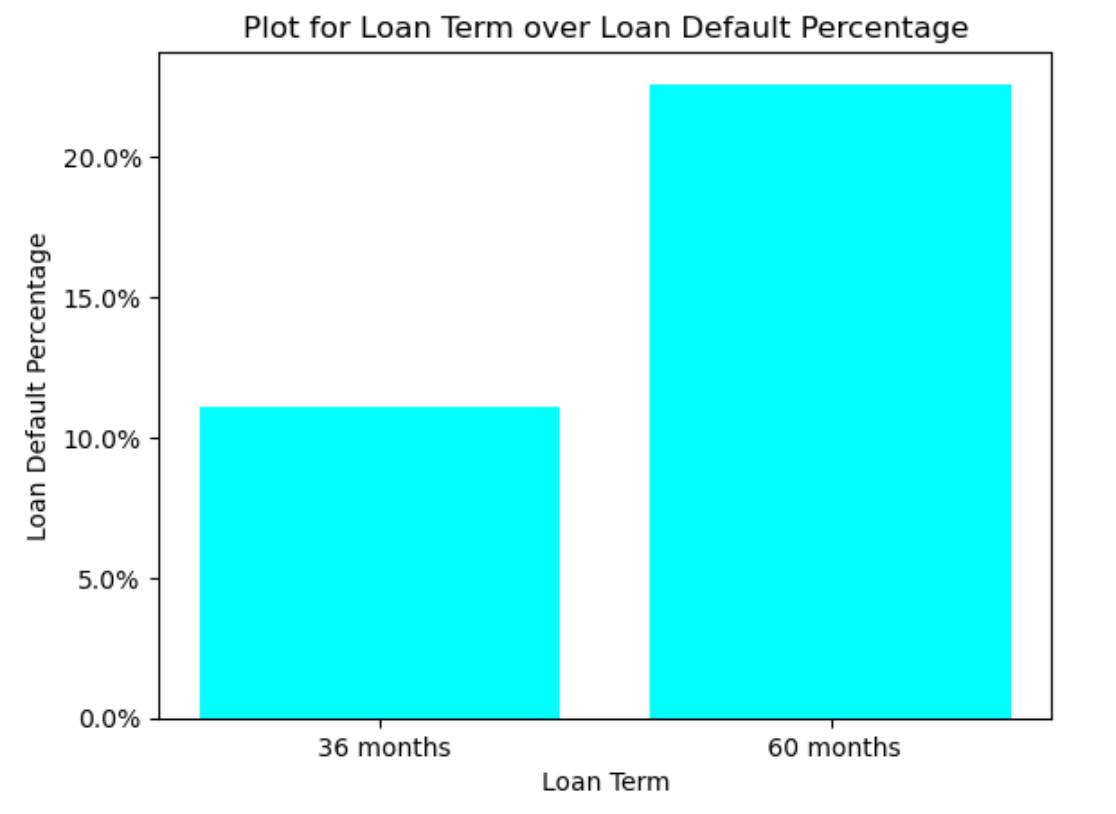 Plot for Loan Term over Loan Default Percentage
Loan Default Percentage
20.0%
15.0%
10.0%
5.0%
0.0%
36 months
60 months
Loan Term